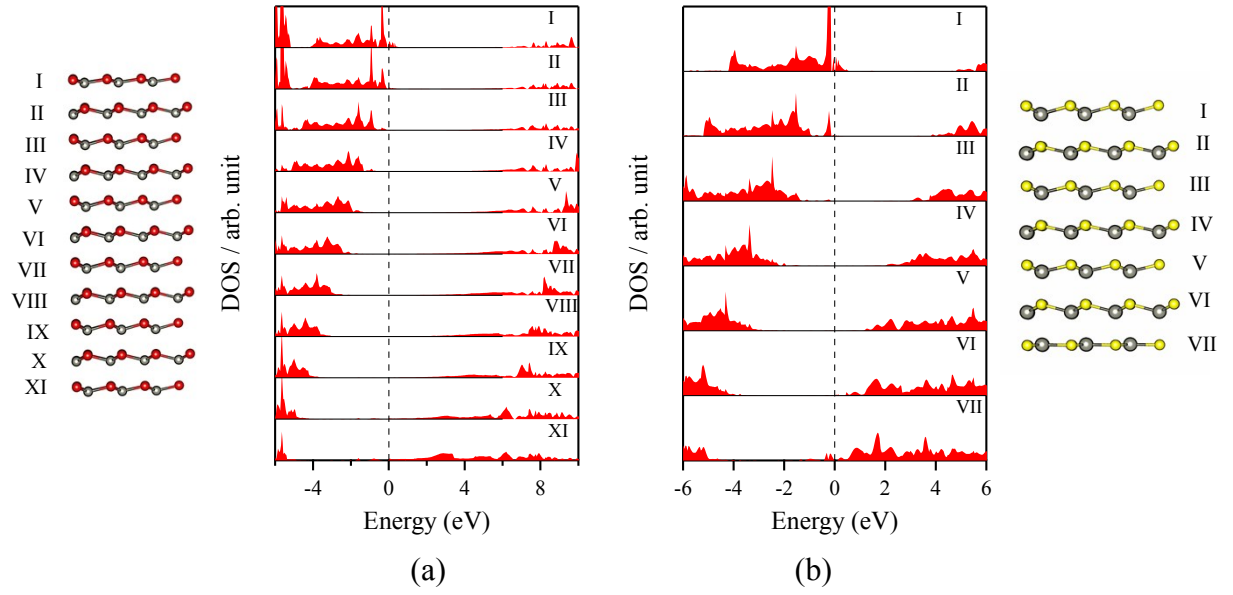 I
II
III
IV
V
VI
VII
VIII
IX
X
XI
DOS / arb. unit
I
II
III
IV
V
VI
VII
VIII
IX
X
XI
-4 0 4 8
Energy (eV)
(a)
DOS / arb. unit
I
II
III
IV
V
VI
VII
-6 -4 -2 0 2 4 6
Energy (eV)
(b)
I
II
III
IV
V
VI
VII